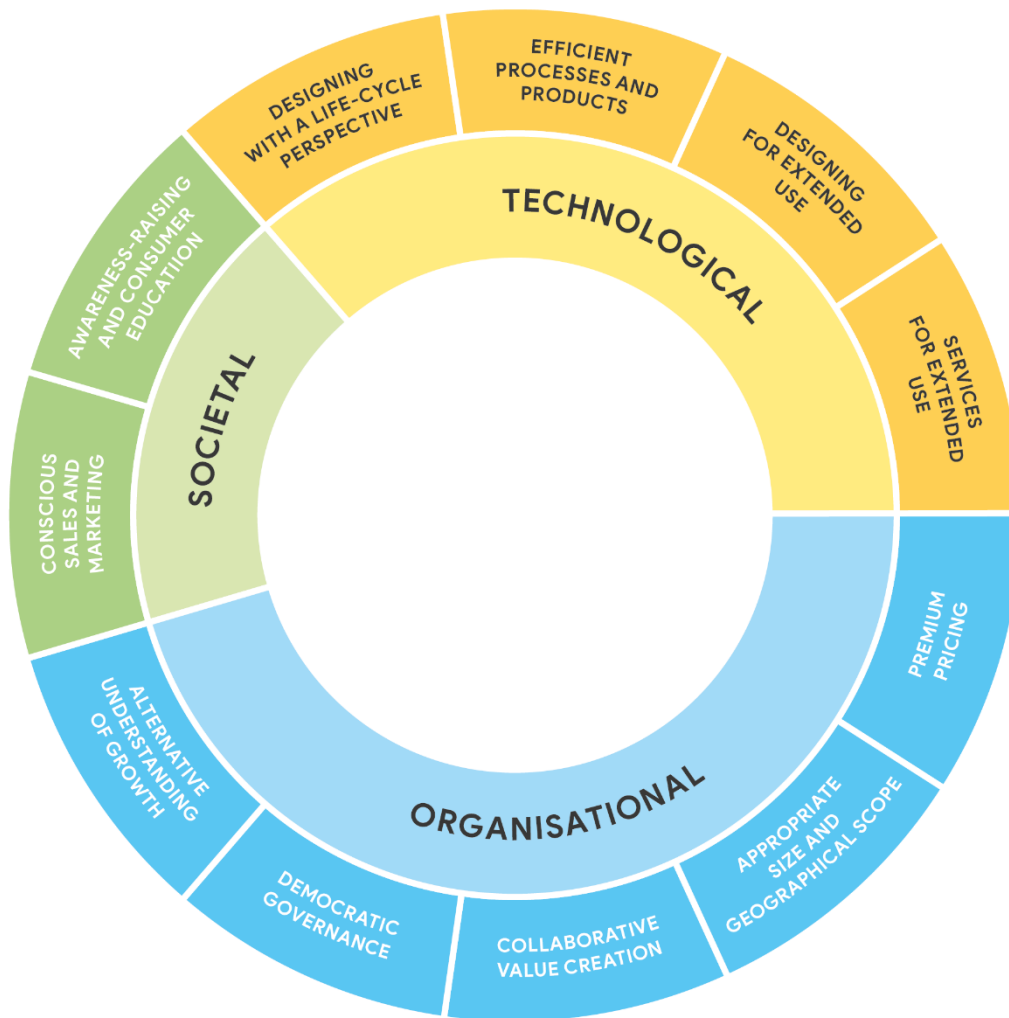 TECHNOLOGICAL
DESIGNING
WITH A LIFE-CYCLE
PERSPECTIVE
EFFICIENT
PROCESSES AND
PRODUCTS
DESIGNING
FOR EXTENDED
USE
SERVICES
FOR EXTENDED
USE
ORGANISATIONAL
PREMIUM
PRICING
APPROPRIATE
SIZE AND
GEOGRAPHICAL SCOPE
COLLABORATIVE
VALUE CREATION
DEMOCRATIC
GOVERNANCE
ALTERNATIVE
UNDERSTANDING
OF GROWTH
SOCIETAL
CONSCIOUS
SALES AND
MARKETING
AWARENESS-RAISING
AND CONSUMER
EDUCATIION